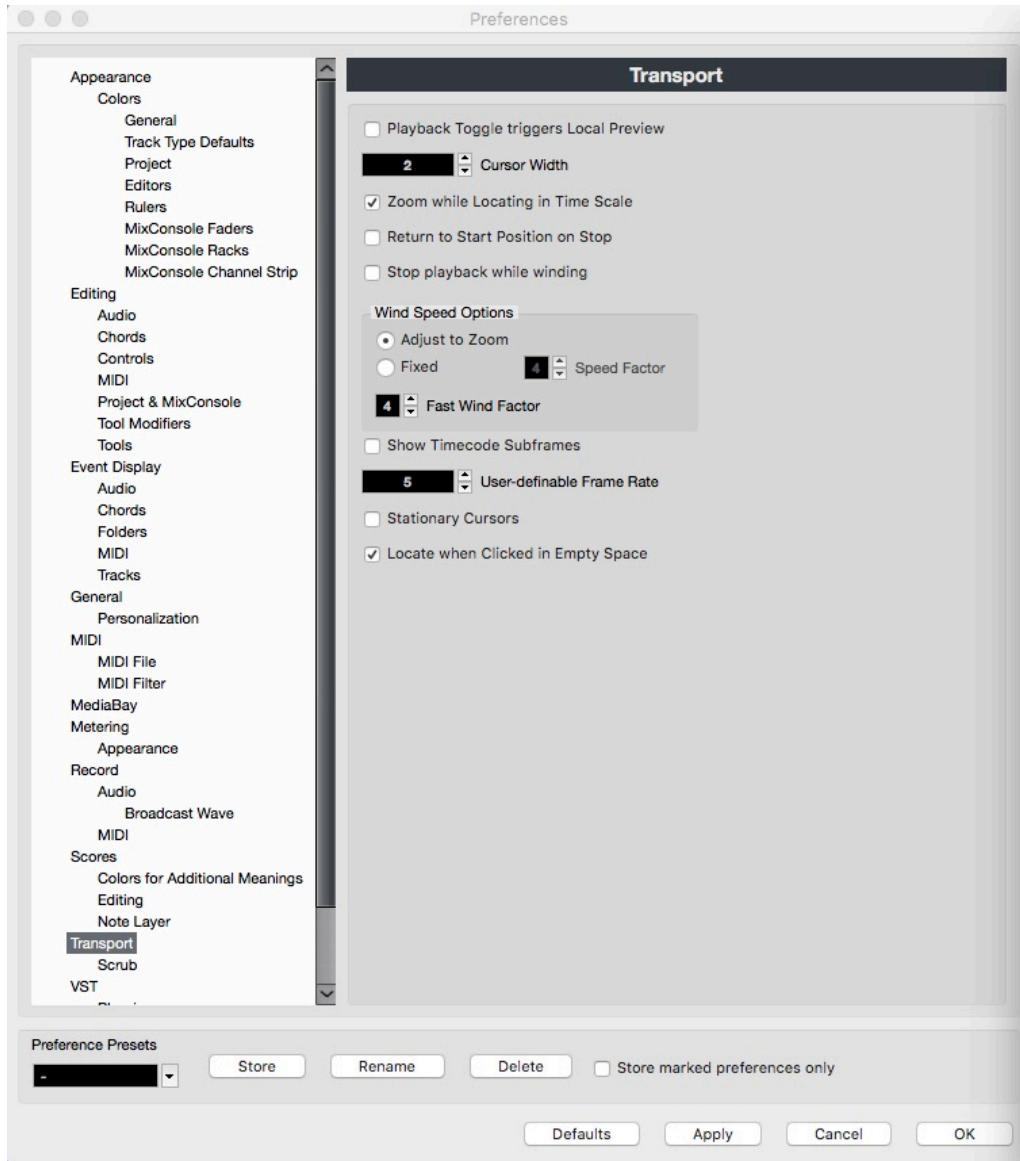 Preferences
Appearance
Colors
General
Track Type Defaults
Project
Editors
Rulers
MixConsole Faders
MixConsole Racks
MixConsole Channel Strip
Editing
Audio
Chords
Controls
MIDI
Project & MixConsole
Tool Modifiers
Tools
Event Display
Audio
Chords
Folders
MIDI
Tracks
General
Personalization
MIDI
MIDI File
MIDI Filter
MediaBay
Metering
Appearance
Record
Audio
Broadcast Wave
MIDI
Scores
Colors for Additional Meanings
Editing
Note Layer
Transport
Scrub
VST
Transport
Playback Toggle triggers Local Preview
2 Cursor Width
Zoom while Locating in Time Scale
Return to Start Position on Stop
Stop playback while winding
Wind Speed Options
Adjust to Zoom
Fixed 4 Speed Factor
4 Fast Wind Factor
Show Timecode Subframes
5 User-definable Frame Rate
Stationary Cursors
Locate when Clicked in Empty Space
Preference Presets
- Store Rename Delete Store marked preferences only
Defaults Apply Cancel OK